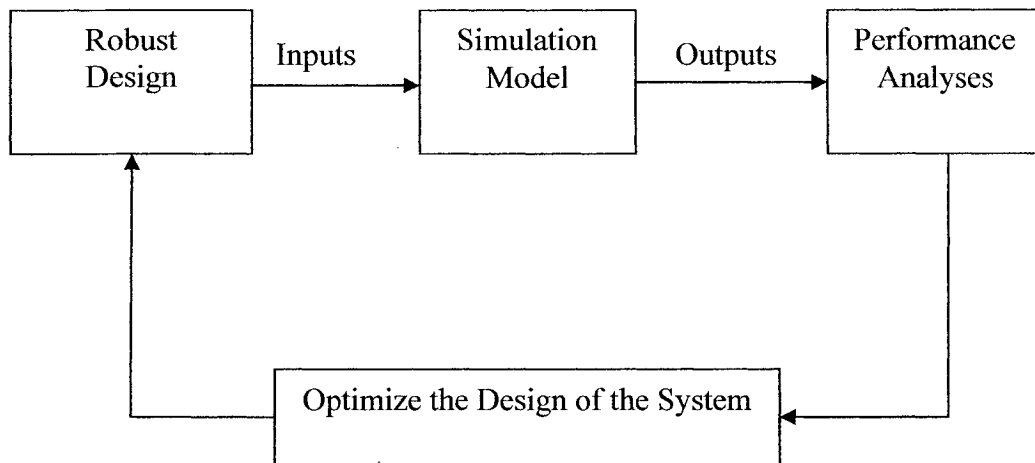 Robust
Design
Inputs
Simulation
Model
Outputs
Performance
Analyses
Optimize the Design of the System